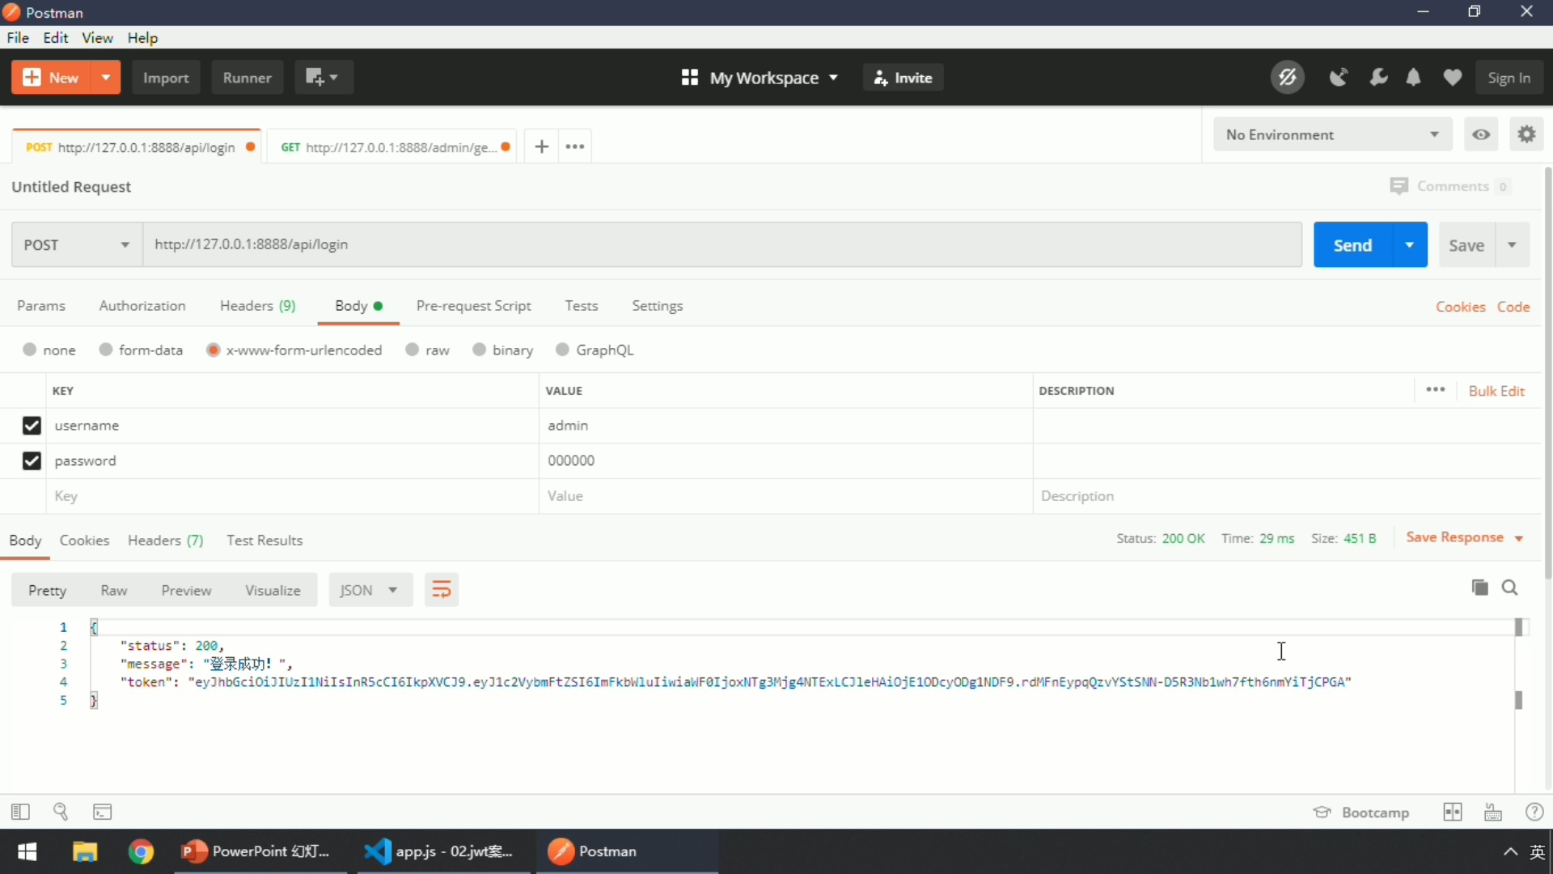 Postman
File Edit View Help
New Import Runner My Workspace Invite Sign In
POST http://127.0.0.1:8888/api/login GET http://127.0.0.1:8888/admin/ge... No Environment
Untitled Request Comments 0
POST http://127.0.0.1:8888/api/login Send Save
Params Authorization Headers (9) Body Pre-request Script Tests Settings Cookies Code
none form-data x-www-form-urlencoded raw binary GraphQL
KEY VALUE DESCRIPTION Bulk Edit
username admin
password 000000
Key Value Description
Body Cookies Headers (7) Test Results Status: 200 OK Time: 29 ms Size: 451 B Save Response
Pretty Raw Preview Visualize JSON
1 {
2 "status": 200,
3 "message": "登录成功！",
4 "token":
5 }
Bootcamp
PowerPoint 幻灯... app.js - 02.jwt案... Postman 英